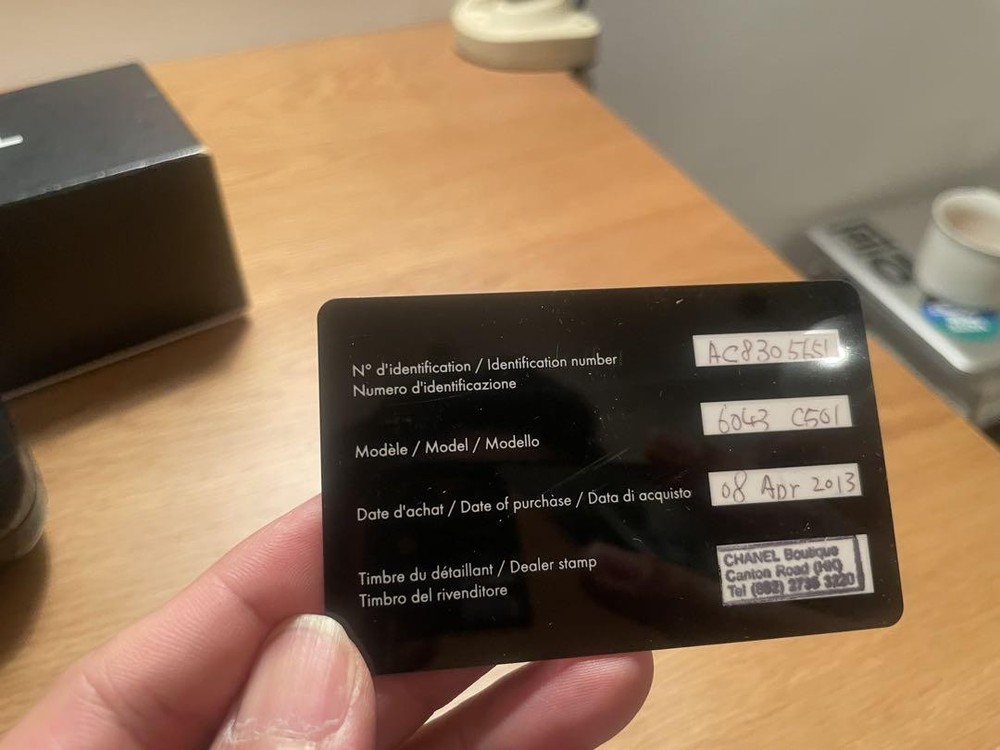 N° d'identification / Identification number
Numero d'identificazione
AC8305651
Modèle / Model / Modello
6043 C501
Date d'achat / Date of purchase / Data di acquisto
08 Apr 2013
Timbre du détaillant / Dealer stamp
Timbro del rivenditore
CHANEL Boutique
Canton Road (HK)
Tel (852) 2735 3220